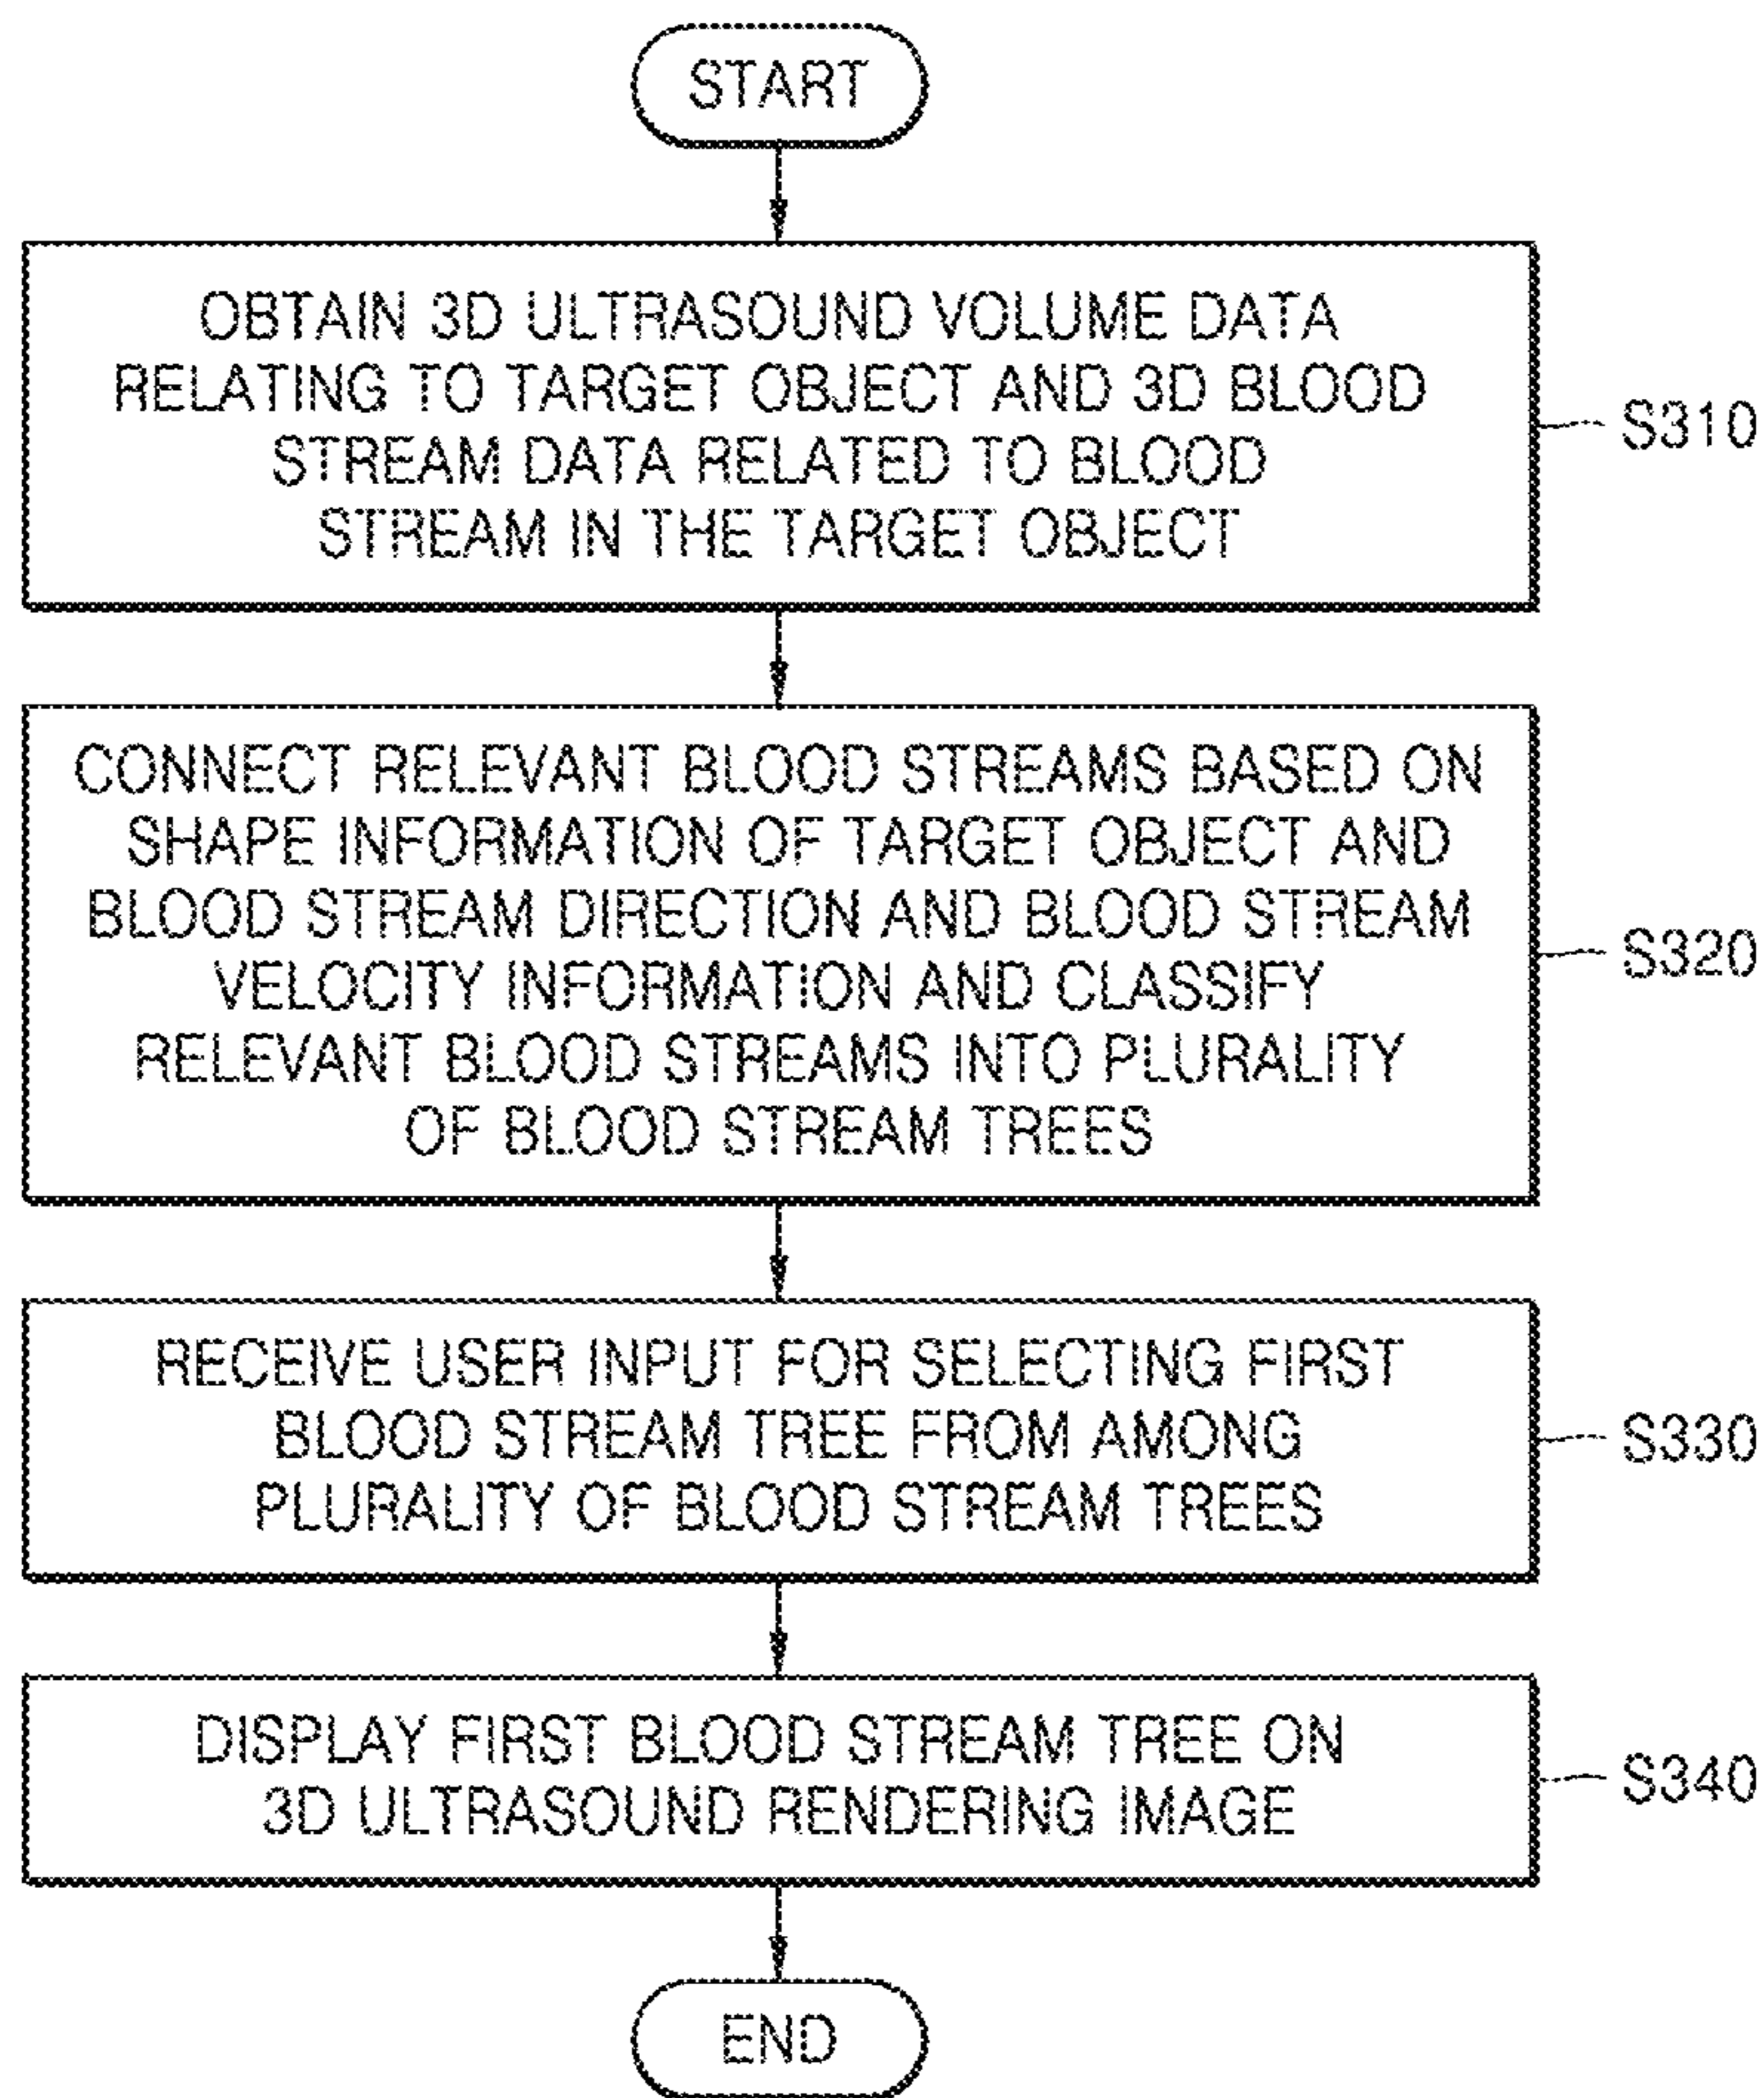 START
OBTAIN 3D ULTRASOUND VOLUME DATA
RELATING TO TARGET OBJECT AND 3D BLOOD
STREAM DATA RELATED TO BLOOD
STREAM IN THE TARGET OBJECT
S310
CONNECT RELEVANT BLOOD STREAMS BASED ON
SHAPE INFORMATION OF TARGET OBJECT AND
BLOOD STREAM DIRECTION AND BLOOD STREAM
VELOCITY INFORMATION AND CLASSIFY
RELEVANT BLOOD STREAMS INTO PLURALITY
OF BLOOD STREAM TREES
S320
RECEIVE USER INPUT FOR SELECTING FIRST
BLOOD STREAM TREE FROM AMONG
PLURALITY OF BLOOD STREAM TREES
S330
DISPLAY FIRST BLOOD STREAM TREE ON
3D ULTRASOUND RENDERING IMAGE
S340
END